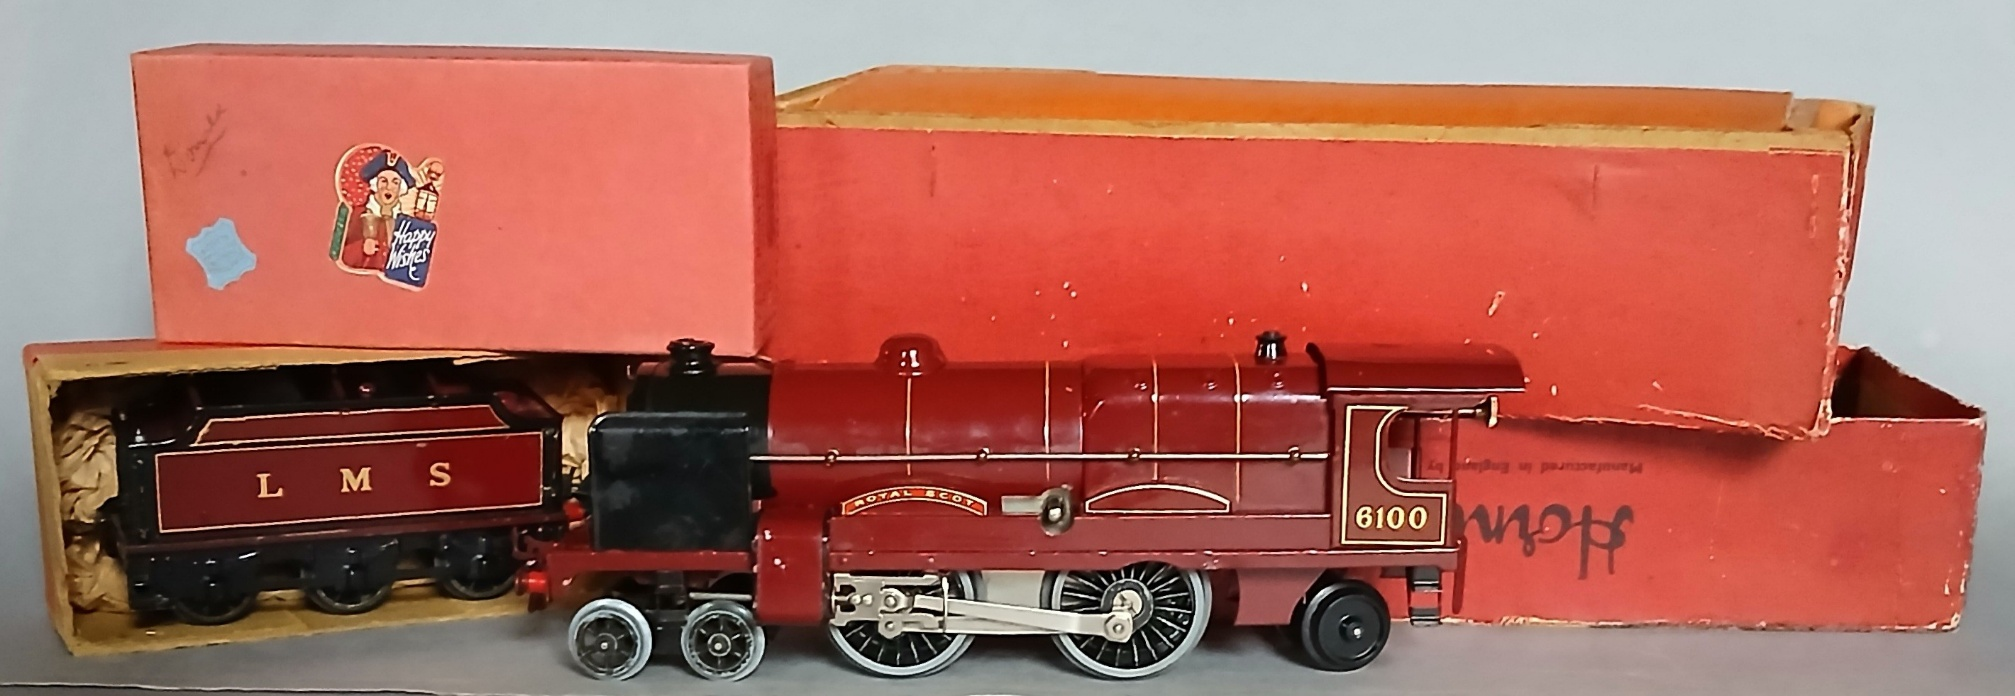 Happy
Wishes
L M S
ROYAL SCOT
6100
Manufactured in England by